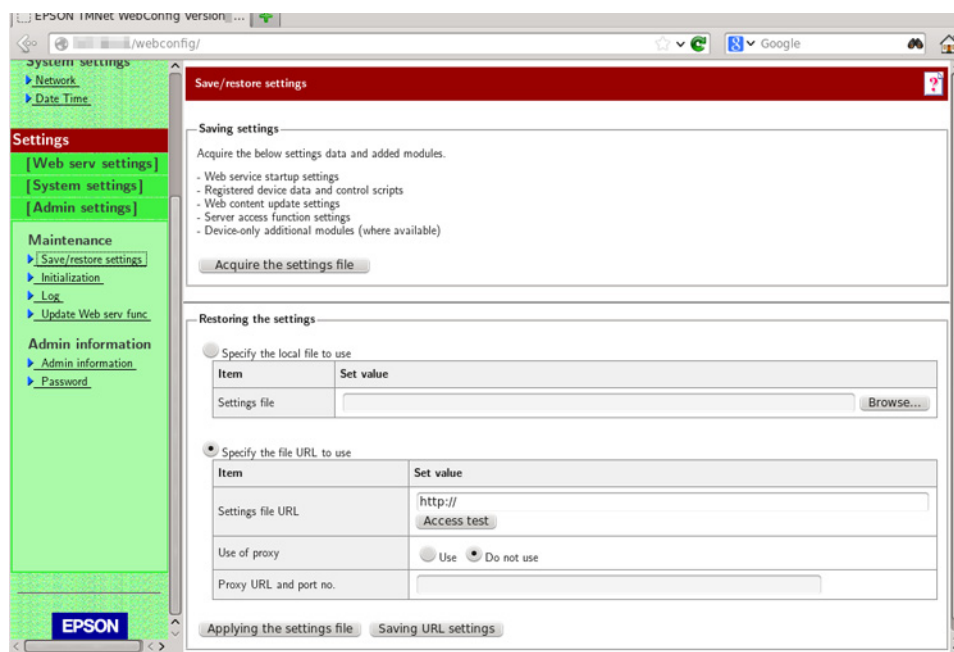 EPSON TMNet WebConfig Version ...
/webconfig/
Google
System settings
Network
Date Time
Settings
[Web serv settings]
[System settings]
[Admin settings]
Maintenance
Save/restore settings
Initialization
Log
Update Web serv func
Admin information
Admin information
Password
EPSON
Save/restore settings
?
Saving settings
Acquire the below settings data and added modules.
- Web service startup settings
- Registered device data and control scripts
- Web content update settings
- Server access function settings
- Device-only additional modules (where available)
Acquire the settings file
Restoring the settings
Specify the local file to use
Item Set value
Settings file Browse...
Specify the file URL to use
Item Set value
Settings file URL http://
Access test
Use of proxy Use Do not use
Proxy URL and port no.
Applying the settings file Saving URL settings